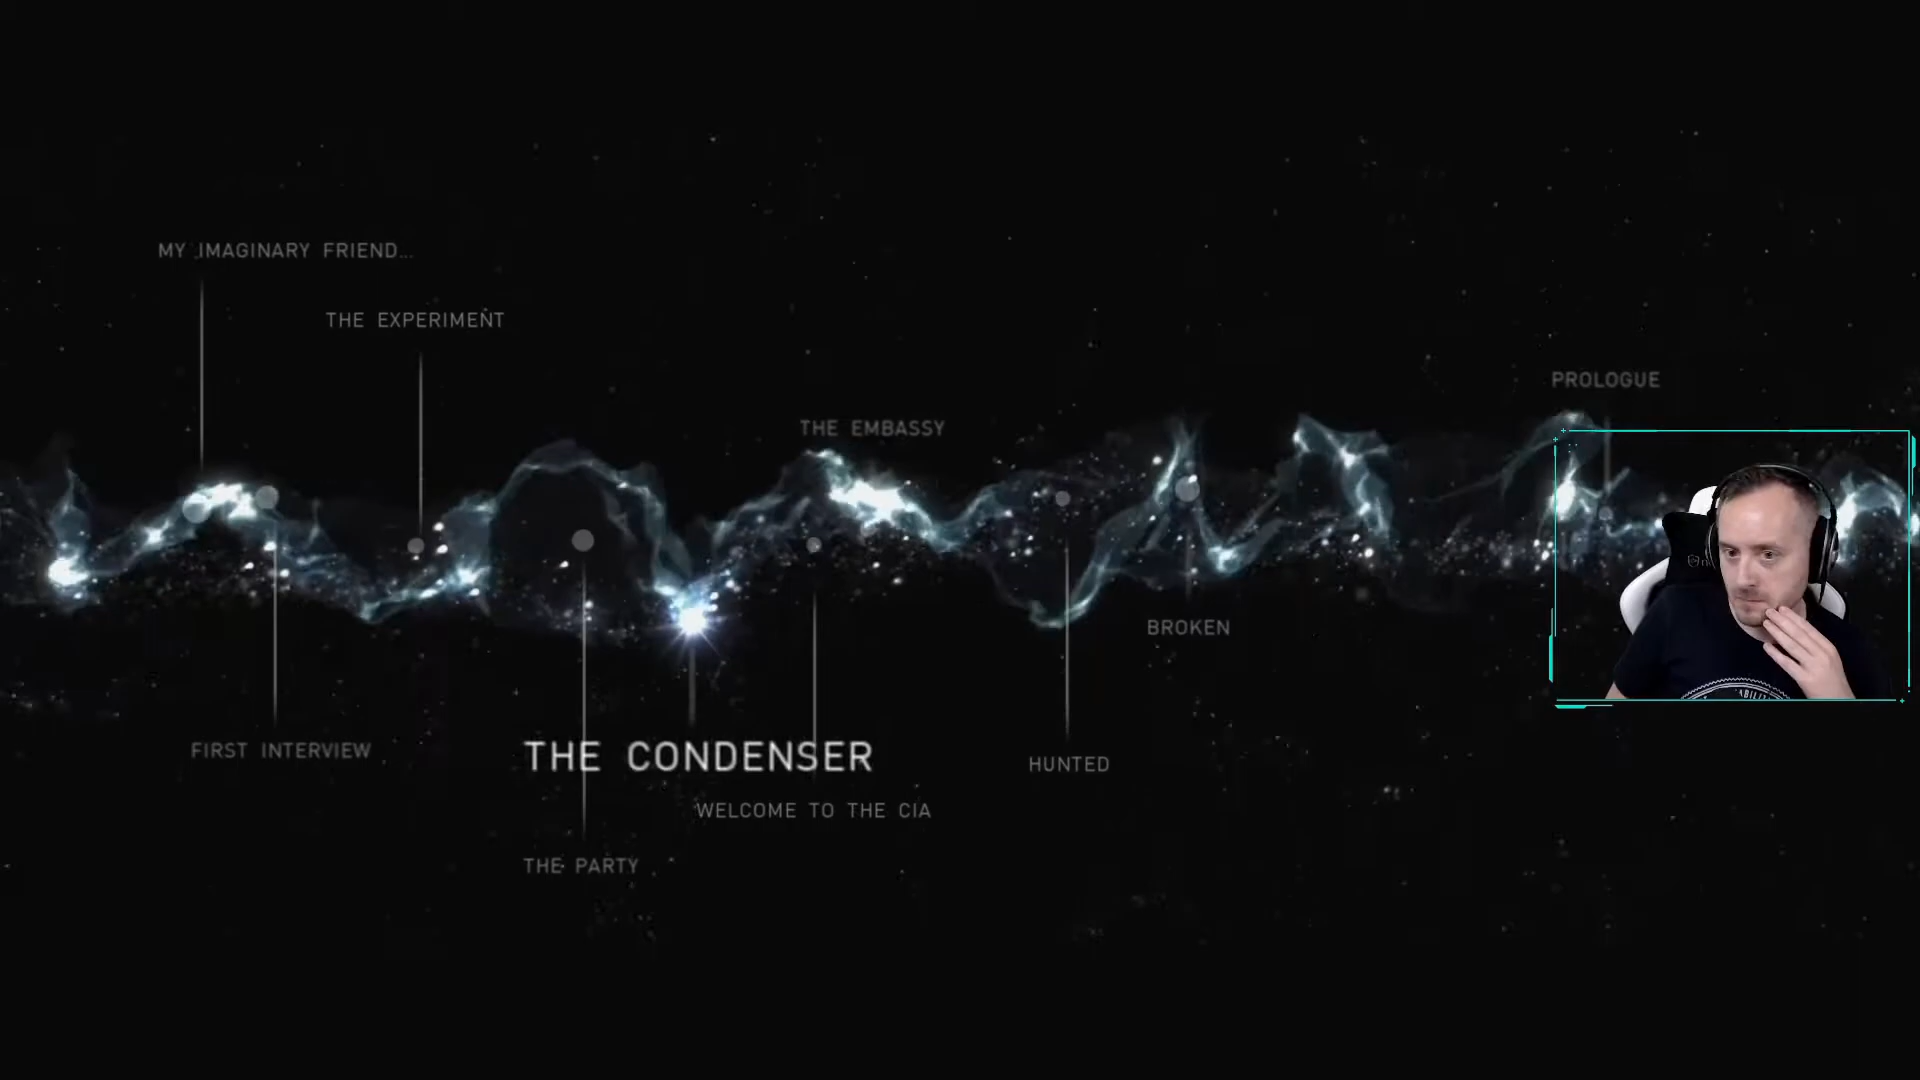 MY IMAGINARY FRIEND...
THE EXPERIMENT
PROLOGUE
THE EMBASSY
BROKEN
FIRST INTERVIEW
THE CONDENSER
HUNTED
WELCOME TO THE CIA
THE PARTY